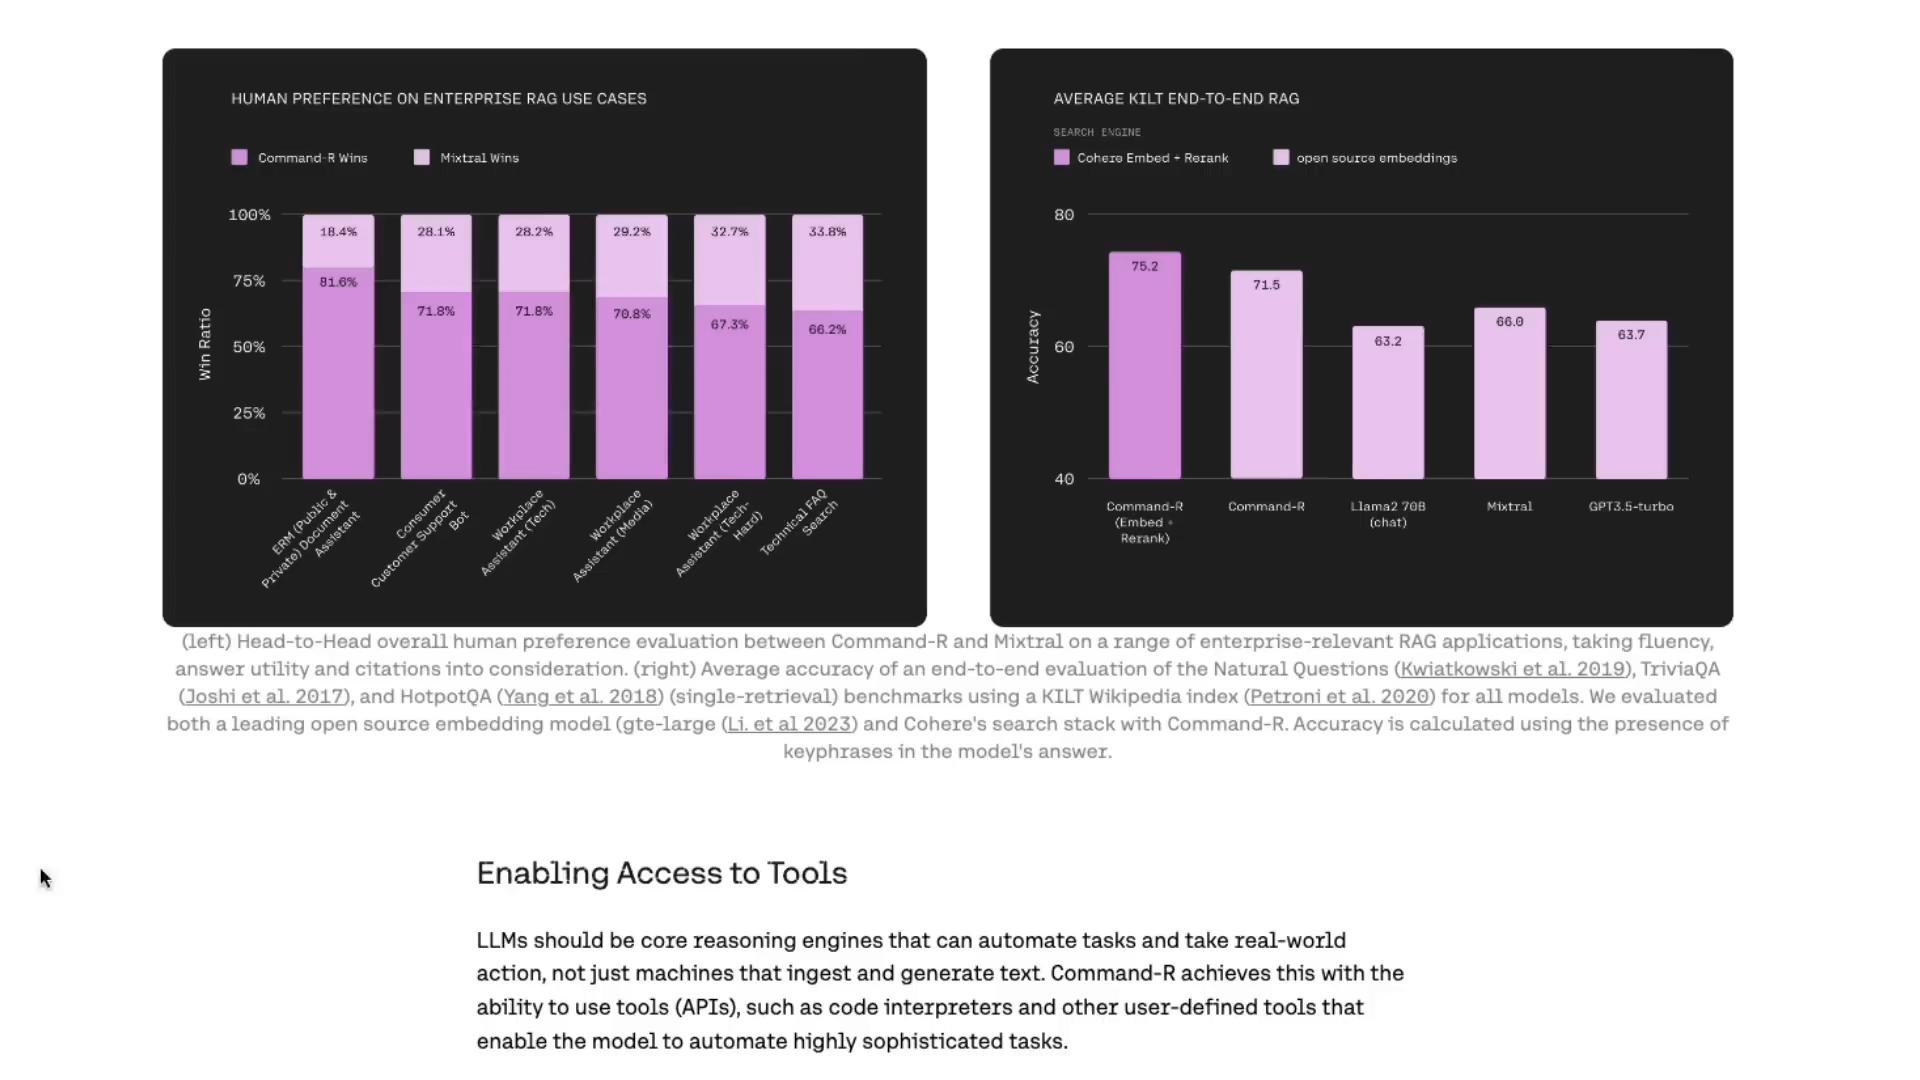 HUMAN PREFERENCE ON ENTERPRISE RAG USE CASES
Command-R Wins
Mixtral Wins
Win Ratio
100%
75%
50%
25%
0%
18.4%
28.1%
28.2%
29.2%
32.7%
33.8%
81.6%
71.8%
71.8%
70.8%
67.3%
66.2%
ERM (Public &
Private) Document
Assistant
Consumer
Customer Support
Bot
Workplace
Assistant (Tech)
Workplace
Assistant (Media)
Workplace
Assistant (Tech-
Hard)
Technical FAQ
Search
AVERAGE KILT END-TO-END RAG
SEARCH ENGINE
Cohere Embed + Rerank
open source embeddings
Accuracy
80
60
40
75.2
71.5
63.2
66.0
63.7
Command-R
(Embed +
Rerank)
Command-R
Llama2 70B
(chat)
Mixtral
GPT3.5-turbo
(left) Head-to-Head overall human preference evaluation between Command-R and Mixtral on a range of enterprise-relevant RAG applications, taking fluency,
answer utility and citations into consideration. (right) Average accuracy of an end-to-end evaluation of the Natural Questions (Kwiatkowski et al. 2019), TriviaQA
(Joshi et al. 2017), and HotpotQA (Yang et al. 2018) (single-retrieval) benchmarks using a KILT Wikipedia index (Petroni et al. 2020) for all models. We evaluated
both a leading open source embedding model (gte-large (Li. et al 2023) and Cohere's search stack with Command-R. Accuracy is calculated using the presence of
keyphrases in the model's answer.
Enabling Access to Tools
LLMs should be core reasoning engines that can automate tasks and take real-world
action, not just machines that ingest and generate text. Command-R achieves this with the
ability to use tools (APIs), such as code interpreters and other user-defined tools that
enable the model to automate highly sophisticated tasks.